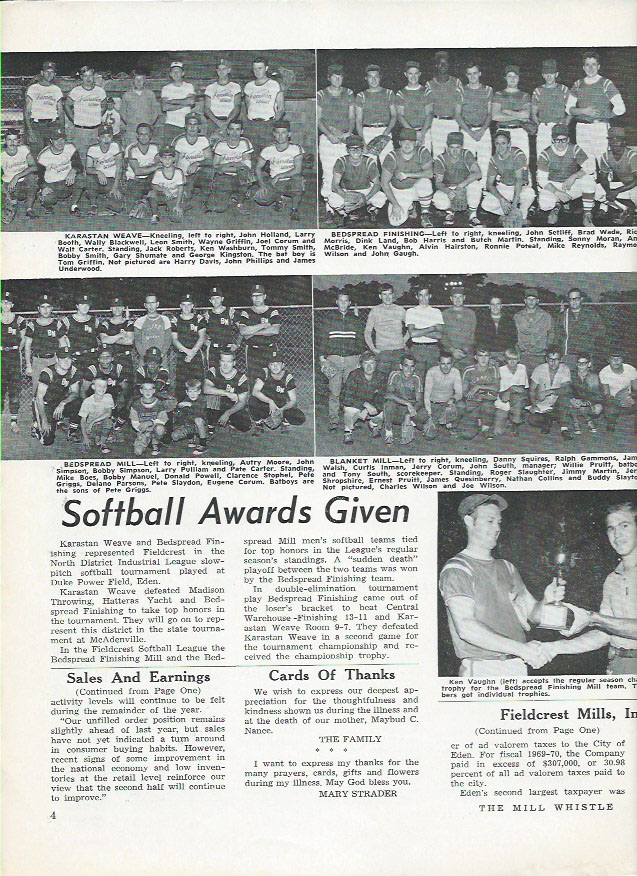 KARASTAN WEAVE—Kneeling, left to right, John Holland, Larry
Booth, Wally Blackwell, Leon Smith, Wayne Griffin, Joel Corum and
Walt Carter. Standing, Jack Roberts, Ken Washburn, Tommy Smith,
Bobby Smith, Gary Shumate and George Kingston. The bat boy is
Tom Griffin. Not pictured are Harry Davis, John Phillips and James
Underwood.
BEDSPREAD FINISHING—Left to right, kneeling, John Setliff, Brad Wade, Ric
Morris, Dink Land, Bob Harris and Butch Martin. Standing, Sonny Moran, An
McBride, Ken Vaughn, Alvin Hairston, Ronnie Poteat, Mike Reynolds, Raymo
Wilson and John Gaugh.
BEDSPREAD MILL—Left to right, kneeling, Autry Moore, John
Simpson, Bobby Simpson, Larry Pulliam and Pate Carter. Standing,
Mike Boes, Bobby Manuel, Donald Powell, Clarence Stophel, Pete
Griggs, Delano Parsons, Pete Slaydon, Eugene Corum. Batboys are
the sons of Pete Griggs.
BLANKET MILL—Left to right, kneeling, Danny Squires, Ralph Gammons, Jam
Walsh, Curtis Inman, Jerry Corum, John South, manager; Willie Pruitt, batbo
and Tony South, scorekeeper. Standing, Roger Slaughter, Jimmy Martin, Jer
Shropshire, Ernest Pruitt, James Quesinberry, Nathan Collins and Buddy Slayto
Not pictured, Charles Wilson and Joe Wilson.
Softball Awards Given
Karastan Weave and Bedspread Fin-
ishing represented Fieldcrest in the
North District Industrial League slow-
pitch softball tournament played at
Duke Power Field, Eden.
Karastan Weave defeated Madison
Throwing, Hatteras Yacht and Bed-
spread Finishing to take top honors in
the tournament. They will go on to rep-
resent this district in the state tourna-
ment at McAdenville.
In the Fieldcrest Softball League the
Bedspread Finishing Mill and the Bed-
spread Mill men's softball teams tied
for top honors in the League's regular
season's standings. A "sudden death"
playoff between the two teams was won
by the Bedspread Finishing team.
In double-elimination tournament
play Bedspread Finishing came out of
the loser's bracket to beat Central
Warehouse -Finishing 13-11 and Kar-
astan Weave Room 9-7. They defeated
Karastan Weave in a second game for
the tournament championship and re-
ceived the championship trophy.
Ken Vaughn (left) accepts the regular season cha
trophy for the Bedspread Finishing Mill team. T
bers got individual trophies.
Sales And Earnings
(Continued from Page One)
activity levels will continue to be felt
during the remainder of the year.
"Our unfilled order position remains
slightly ahead of last year, but sales
have not yet indicated a turn around
in consumer buying habits. However,
recent signs of some improvement in
the national economy and low inven-
tories at the retail level reinforce our
view that the second half will continue
to improve."
Cards Of Thanks
We wish to express our deepest ap-
preciation for the thoughtfulness and
kindness shown us during the illness and
at the death of our mother, Maybud C.
Nance.
THE FAMILY
* * *
I want to express my thanks for the
many prayers, cards, gifts and flowers
during my illness. May God bless you.
MARY STRADER
Fieldcrest Mills, In
(Continued from Page One)
er of ad valorem taxes to the City of
Eden. For fiscal 1969-70, the Company
paid in excess of $307,000, or 30.98
percent of all ad valorem taxes paid to
the city.
Eden's second largest taxpayer was
4
THE MILL WHISTLE